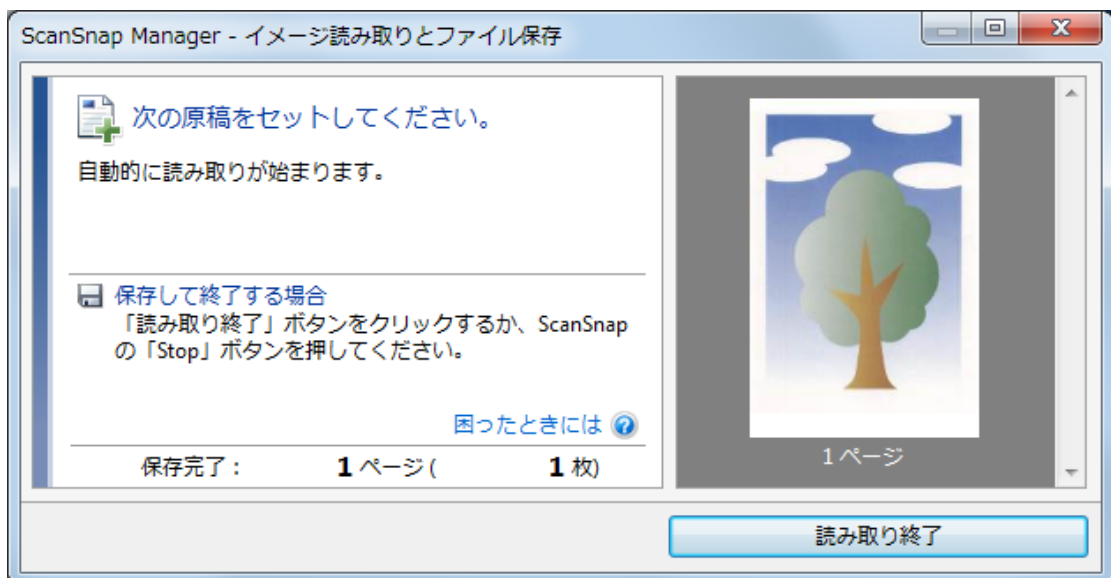 ScanSnap Manager - イメージ読み取りとファイル保存
次の原稿をセットしてください。
自動的に読み取りが始まります。
保存して終了する場合
「読み取り終了」ボタンをクリックするか、ScanSnap
の「Stop」ボタンを押してください。
困ったときには
保存完了： 1 ページ ( 1 枚)
1 ページ
読み取り終了